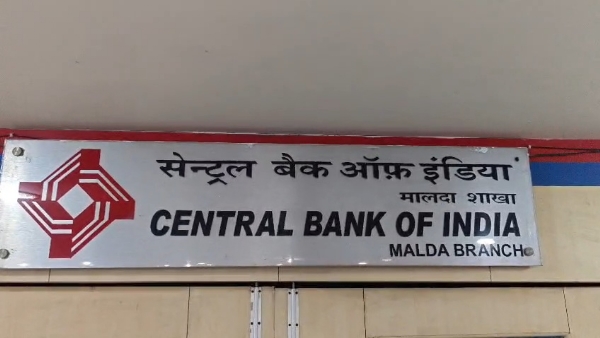 सेन्ट्रल बैक ऑफ़ इंडिया
मालदा शाखा
CENTRAL BANK OF INDIA
MALDA BRANCH